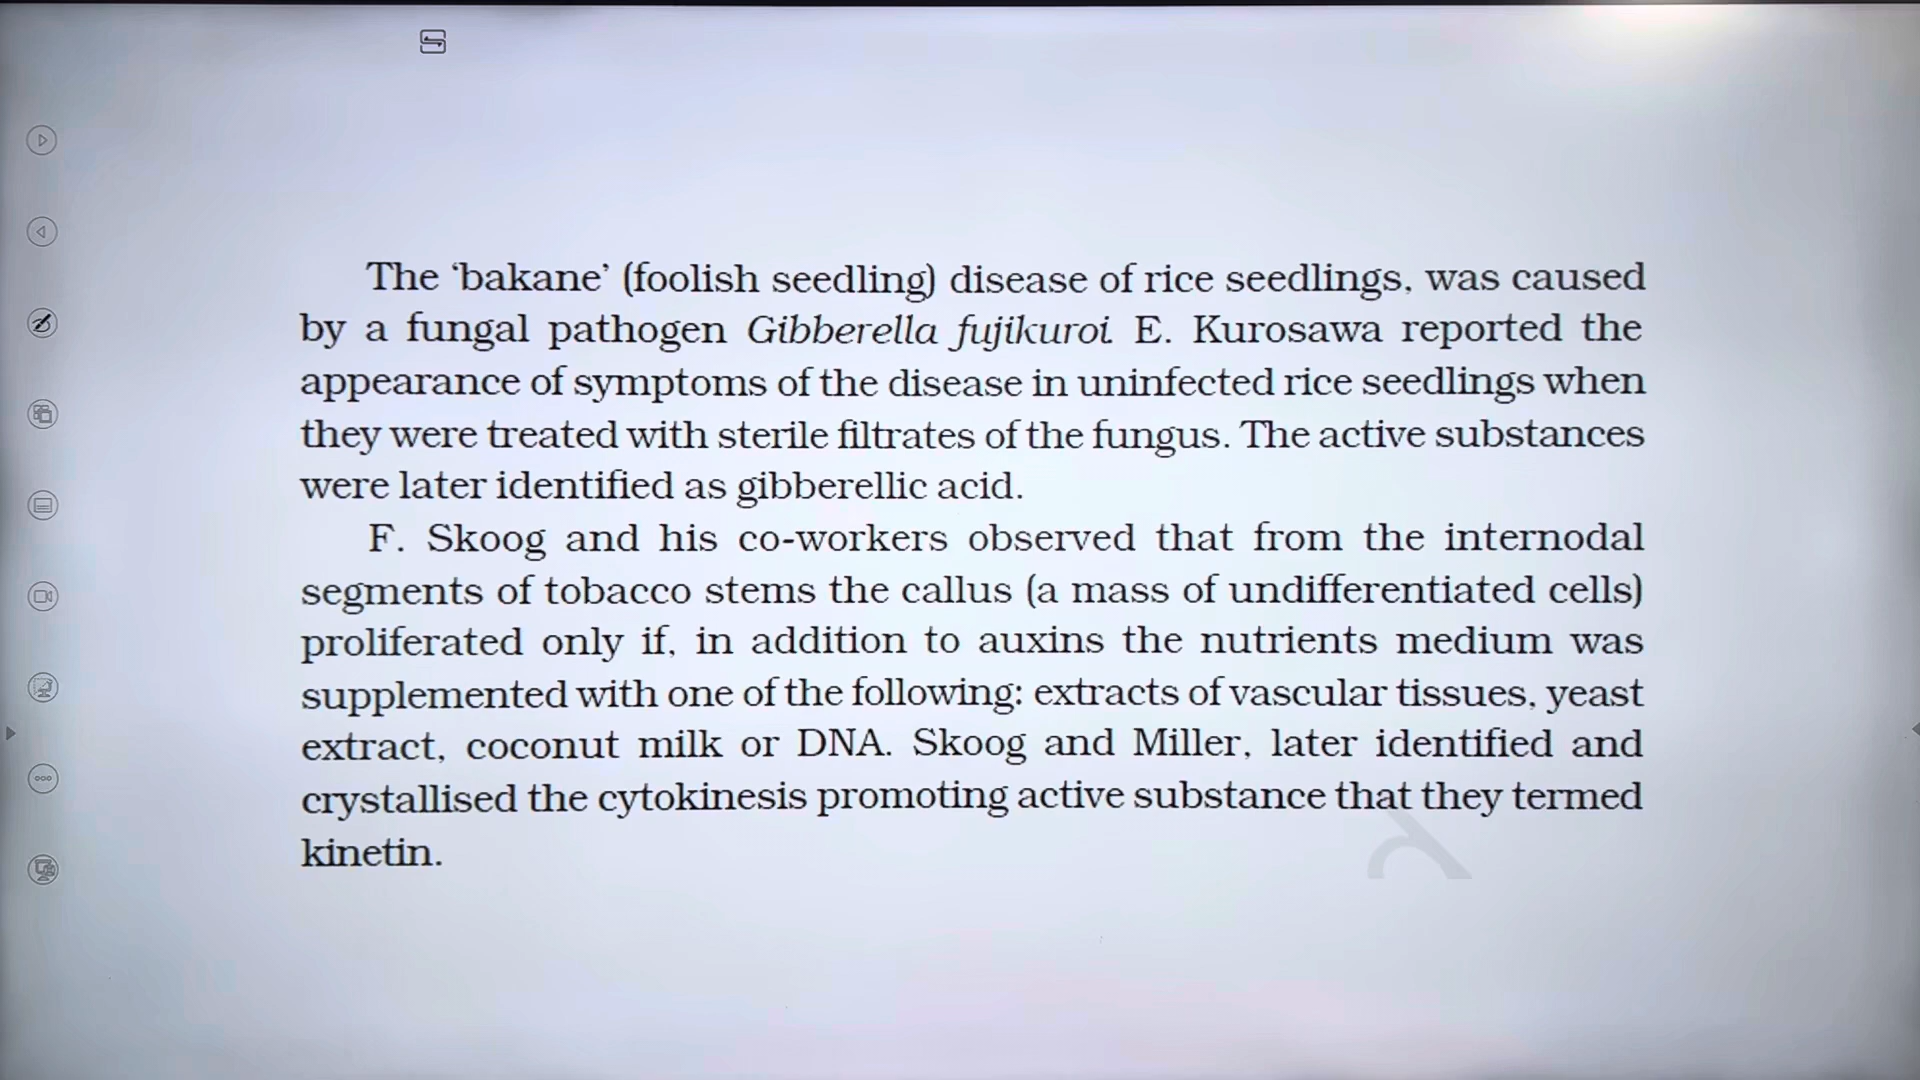 The ‘bakane’ (foolish seedling) disease of rice seedlings, was caused
by a fungal pathogen Gibberella fujikuroi. E. Kurosawa reported the
appearance of symptoms of the disease in uninfected rice seedlings when
they were treated with sterile filtrates of the fungus. The active substances
were later identified as gibberellic acid.
F. Skoog and his co-workers observed that from the internodal
segments of tobacco stems the callus (a mass of undifferentiated cells)
proliferated only if, in addition to auxins the nutrients medium was
supplemented with one of the following: extracts of vascular tissues, yeast
extract, coconut milk or DNA. Skoog and Miller, later identified and
crystallised the cytokinesis promoting active substance that they termed
kinetin.